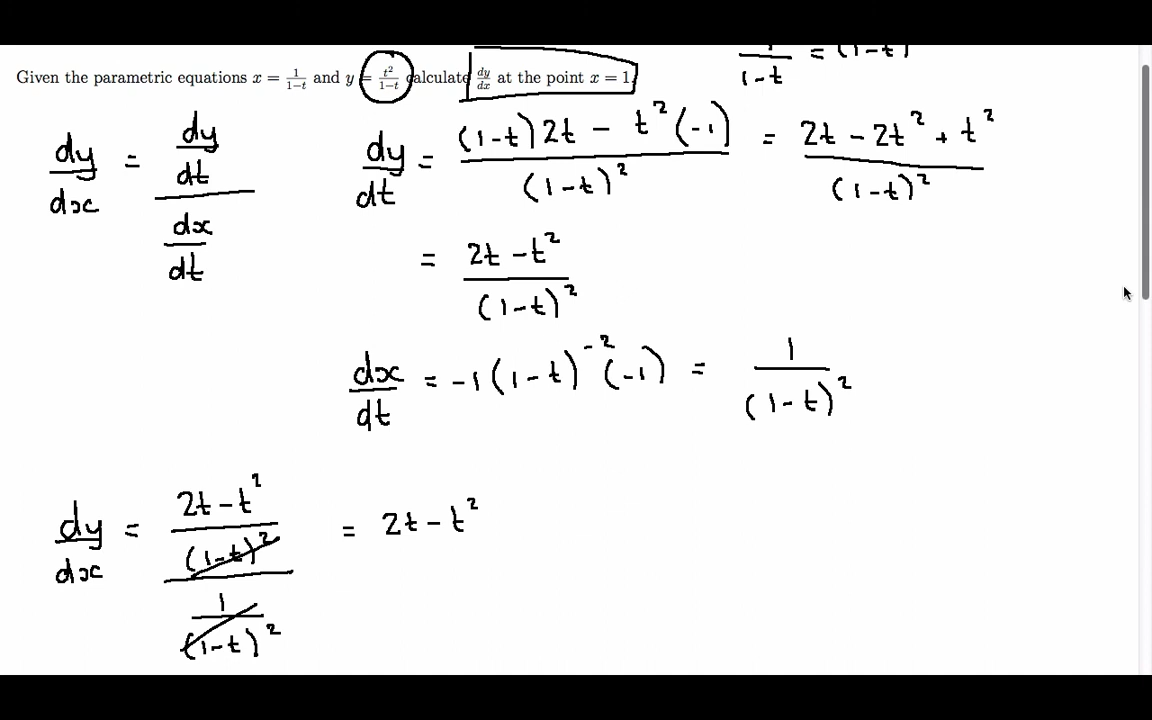 1/(1-t) = (1-t)
Given the parametric equations x = 1/(1-t) and y = t²/(1-t) calculate dy/dx at the point x = 1
dy/dx = (dy/dt)/(dx/dt)
dy/dt = ((1-t)2t - t²(-1))/(1-t)² = (2t - 2t² + t²)/(1-t)²
= (2t - t²)/(1-t)²
dx/dt = -1(1-t)⁻²(-1) = 1/(1-t)²
dy/dx = ((2t - t²)/(1-t)²)/(1/(1-t)²) = 2t - t²